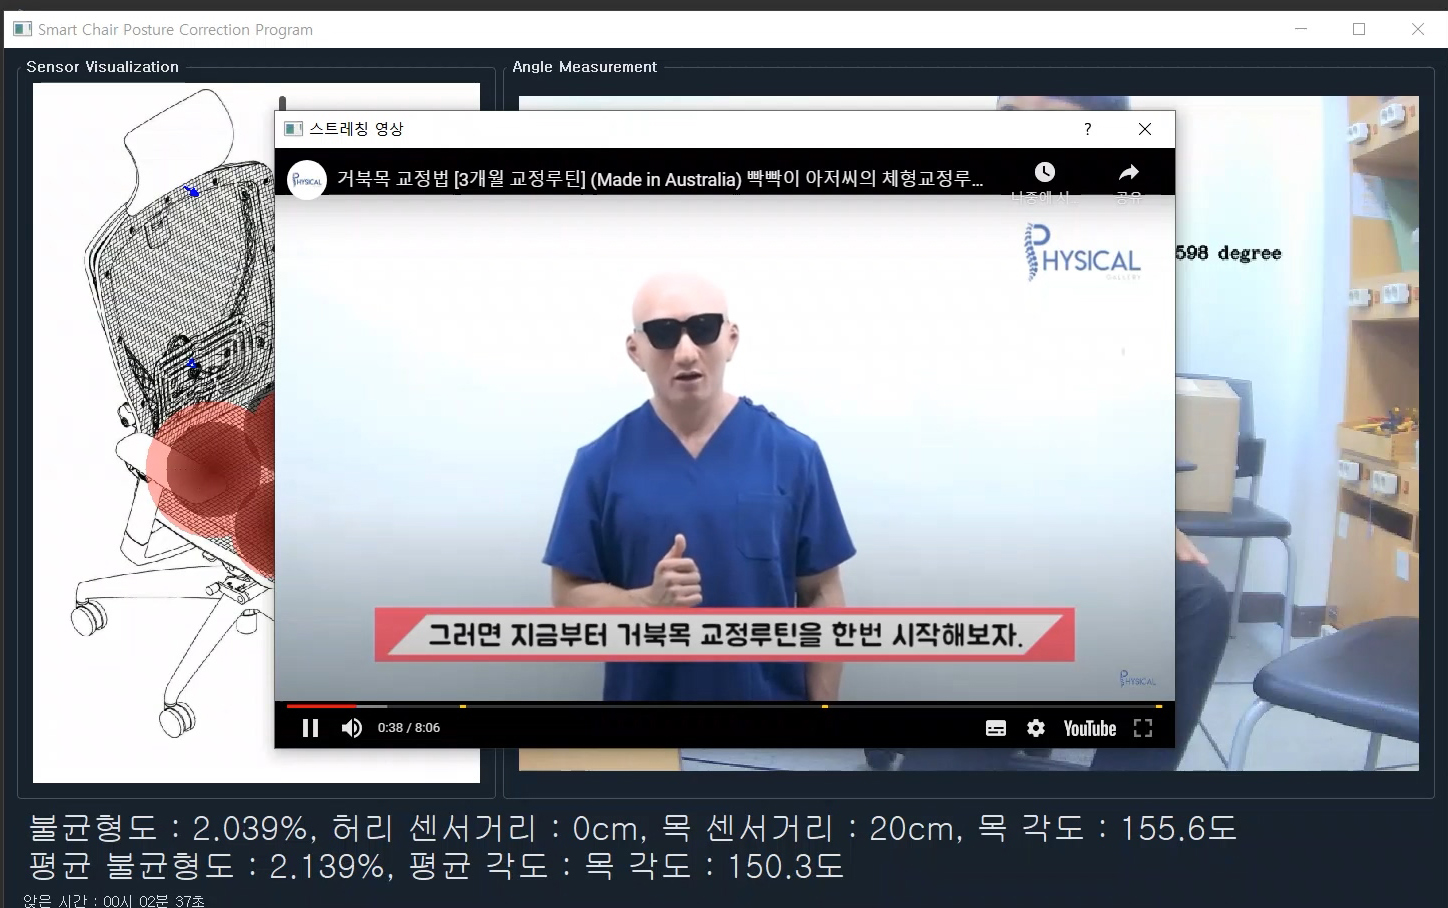 Smart Chair Posture Correction Program
Sensor Visualization
Angle Measurement
스트레칭 영상
?
PHYSICAL
거북목 교정법 [3개월 교정루틴] (Made in Australia) 빡빡이 아저씨의 체형교정루...
공유
PHYSICAL
GALLERY
598 degree
그러면 지금부터 거북목 교정루틴을 한번 시작해보자.
PHYSICAL
0:38 / 8:06
YouTube
불균형도 : 2.039%, 허리 센서거리 : 0cm, 목 센서거리 : 20cm, 목 각도 : 155.6도
평균 불균형도 : 2.139%, 평균 각도 : 목 각도 : 150.3도
앉은 시간 : 00시 02분 37초